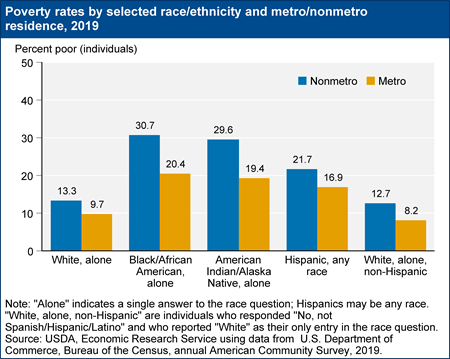 Poverty rates by selected race/ethnicity and metro/nonmetro
residence, 2019
Percent poor (individuals)
50
40
30
20
10
0
Nonmetro Metro
13.3 9.7 30.7 20.4 29.6 19.4 21.7 16.9 12.7 8.2
White, alone
Black/African
American, alone
American
Indian/Alaska
Native, alone
Hispanic, any
race
White, alone,
non-Hispanic
Note: "Alone" indicates a single answer to the race question; Hispanics may be any race.
"White, alone, non-Hispanic" are individuals who responded "No, not
Spanish/Hispanic/Latino" and who reported "White" as their only entry in the race question.
Source: USDA, Economic Research Service using data from U.S. Department of
Commerce, Bureau of the Census, annual American Community Survey, 2019.